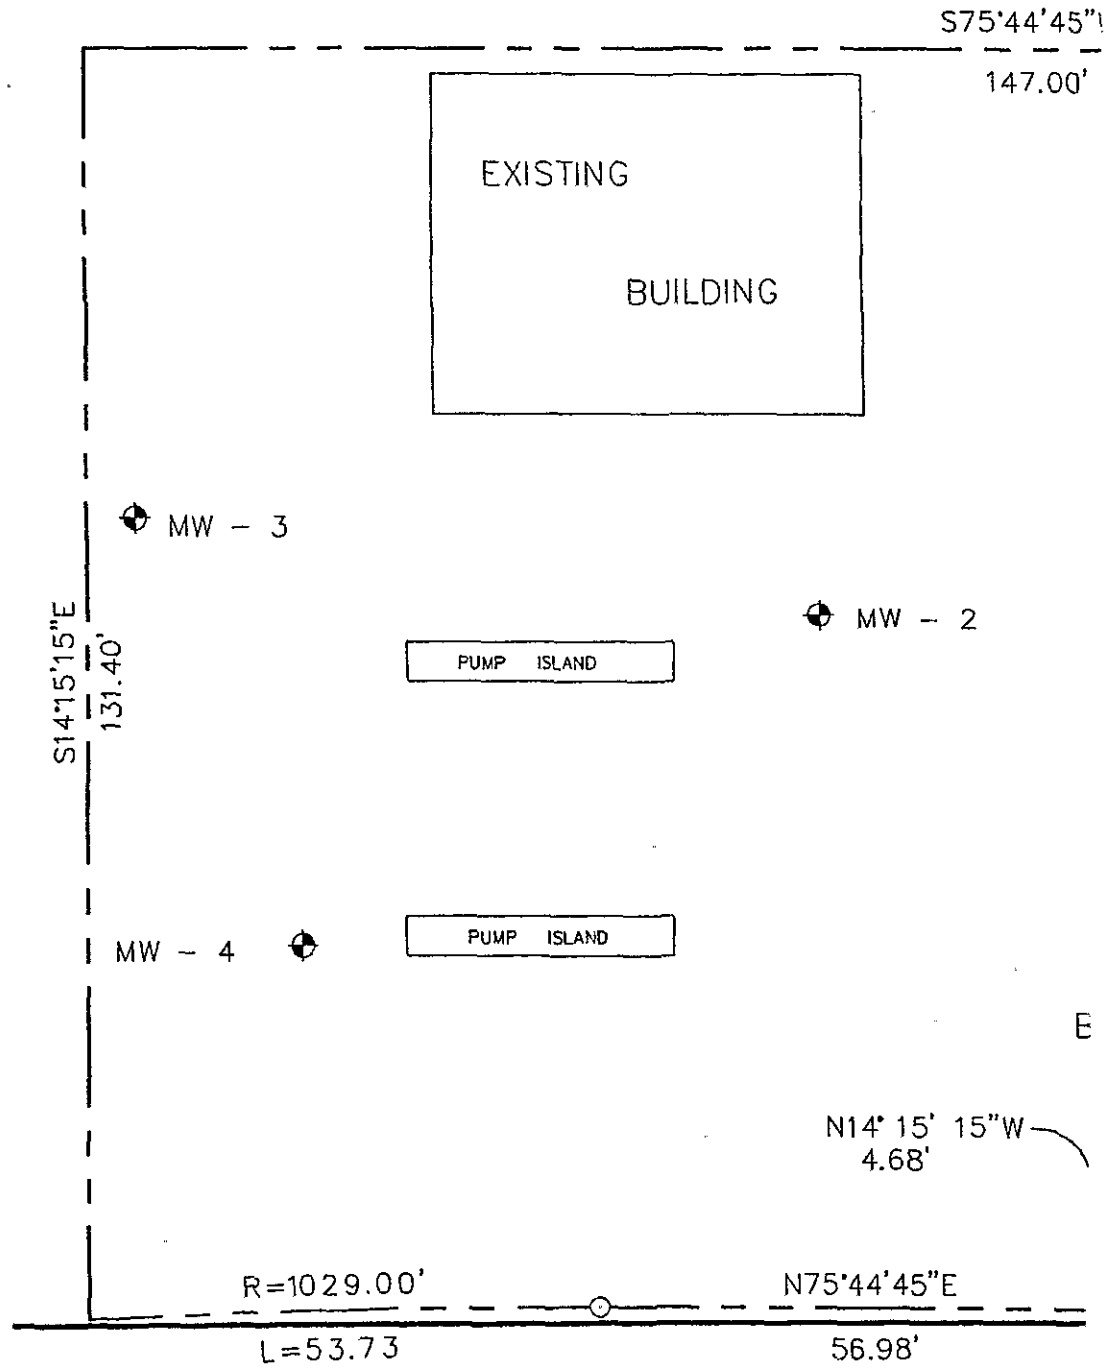 S75°44'45"
147.00'
EXISTING
BUILDING
MW - 3
MW - 2
S14°15'15"E
131.40'
PUMP ISLAND
MW - 4
PUMP ISLAND
E
N14° 15' 15"W
4.68'
R=1029.00'
N75°44'45"E
L=53.73
56.98'